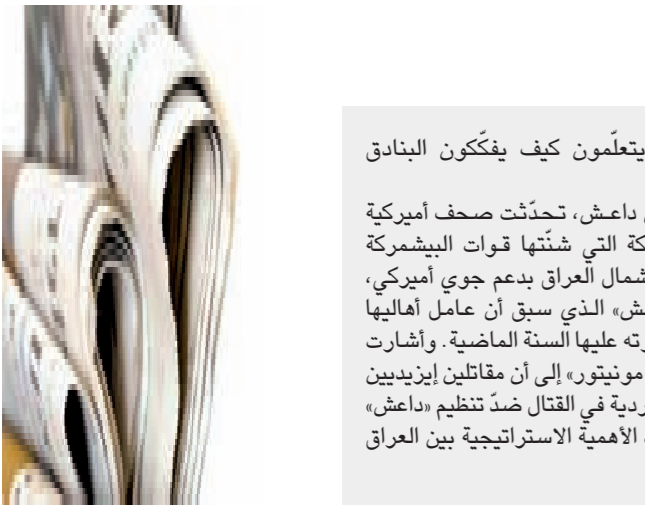 يتعلّمون كيف يفكّكون البنادق
داعش، تحدّثت صحف أميركية
كة التي شنّتها قوات البيشمركة
شمال العراق بدعم جوي أميركي،
ش» الذي سبق أن عامل أهاليها
رته عليها السنة الماضية. وأشارت
مونيتور» إلى أن مقاتلين إيزيديين
ردية في القتال ضدّ تنظيم «داعش»
الأهمية الاستراتيجية بين العراق